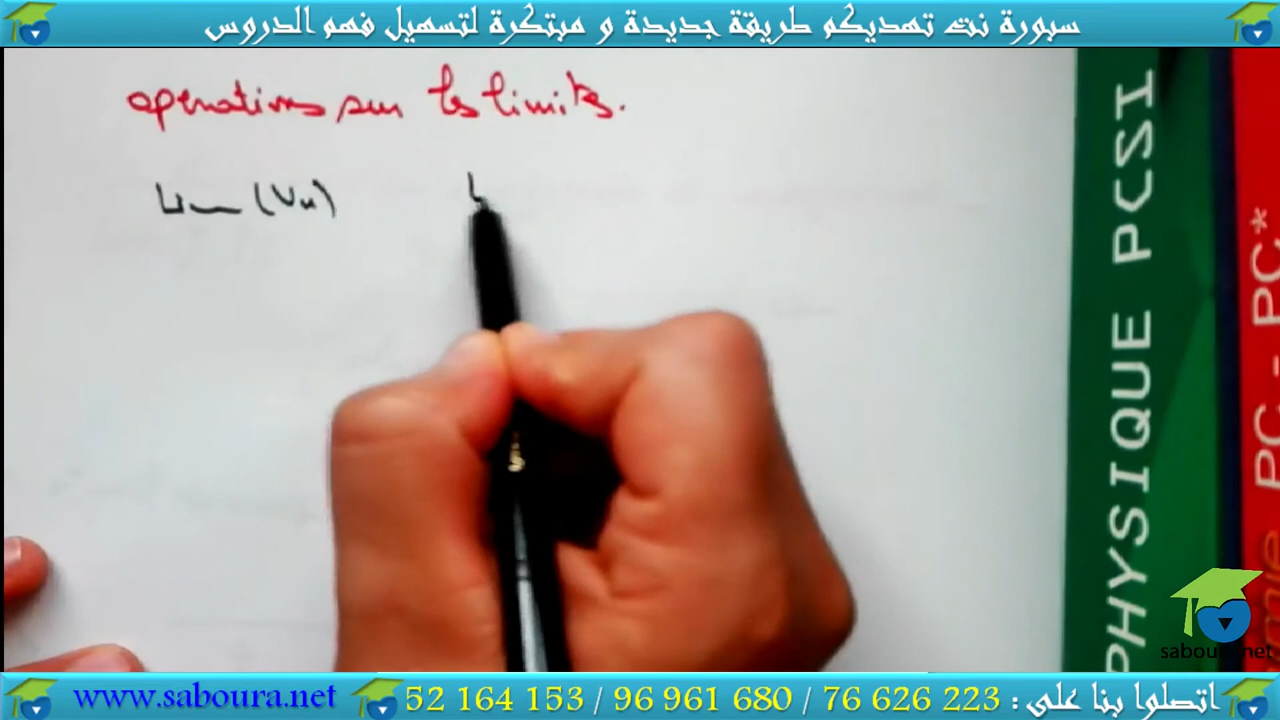 سبورة نت تهديكم طريقة جديدة و مبتكرة لتسهيل فهم الدروس
operations sur les limites.
lim (Un)
PHYSIQUE PCSI
PC - PC*
saboura.net
www.saboura.net
52 164 153 / 96 961 680 / 76 626 223 : اتصلوا بنا على